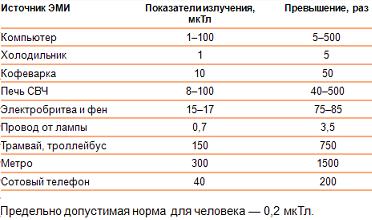 Источник ЭМИ Показатели излучения, мкТл Превышение, раз
Компьютер 1–100 5–500
Холодильник 1 5
Кофеварка 10 50
Печь СВЧ 8–100 40–500
Электробритва и фен 15–17 75–85
Провод от лампы 0,7 3,5
Трамвай, троллейбус 150 750
Метро 300 1500
Сотовый телефон 40 200
Предельно допустимая норма для человека — 0,2 мкТл.